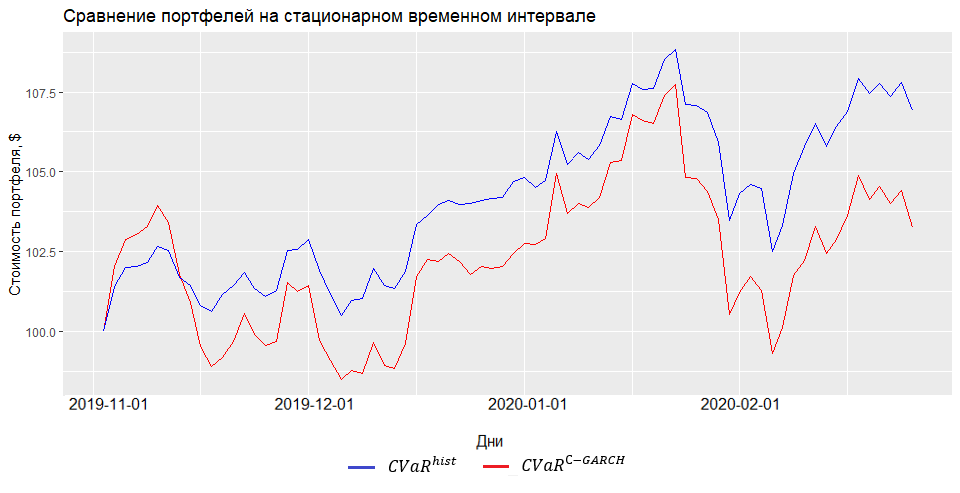 Сравнение портфелей на стационарном временном интервале
Стоимость портфеля, $
107.5
105.0
102.5
100.0
2019-11-01 2019-12-01 2020-01-01 2020-02-01
Дни
CVaR^hist CVaR^C−GARCH